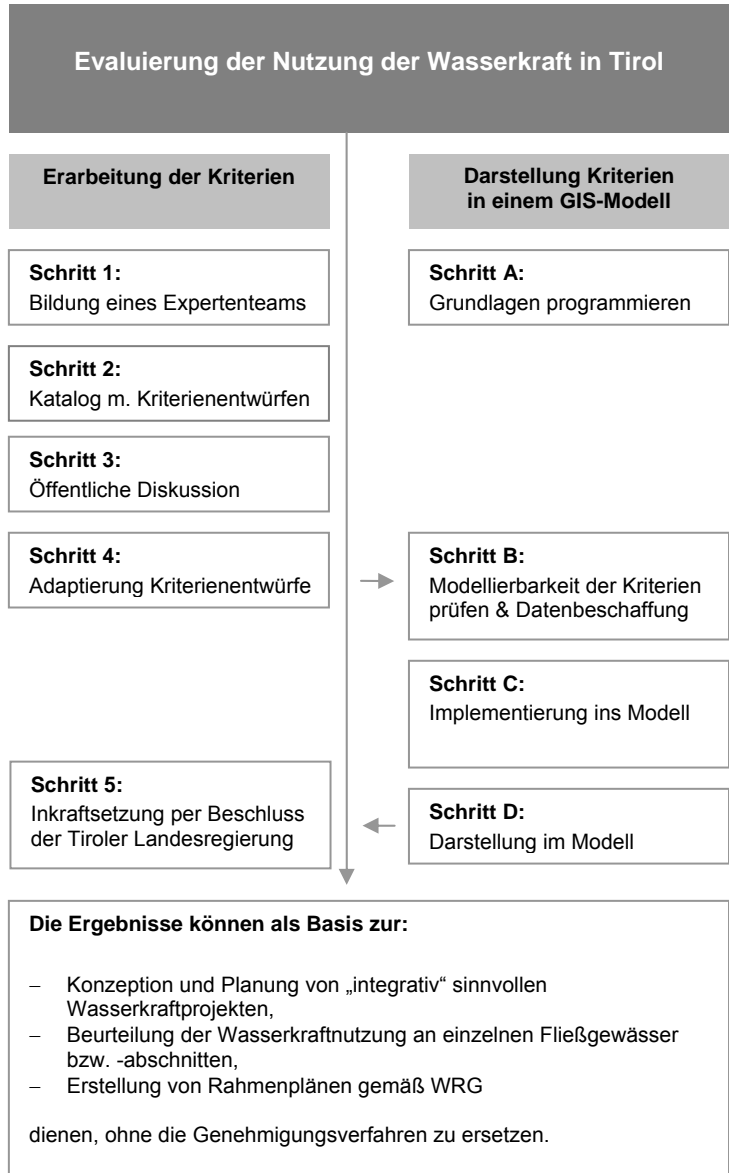 Evaluierung der Nutzung der Wasserkraft in Tirol
Erarbeitung der Kriterien
Darstellung Kriterien
in einem GIS-Modell
Schritt 1:
Bildung eines Expertenteams
Schritt A:
Grundlagen programmieren
Schritt 2:
Katalog m. Kriterienentwürfen
Schritt 3:
Öffentliche Diskussion
Schritt 4:
Adaptierung Kriterienentwürfe
Schritt B:
Modellierbarkeit der Kriterien
prüfen & Datenbeschaffung
Schritt C:
Implementierung ins Modell
Schritt 5:
Inkraftsetzung per Beschluss
der Tiroler Landesregierung
Schritt D:
Darstellung im Modell
Die Ergebnisse können als Basis zur:
– Konzeption und Planung von „integrativ“ sinnvollen
Wasserkraftprojekten,
– Beurteilung der Wasserkraftnutzung an einzelnen Fließgewässer
bzw. -abschnitten,
– Erstellung von Rahmenplänen gemäß WRG
dienen, ohne die Genehmigungsverfahren zu ersetzen.